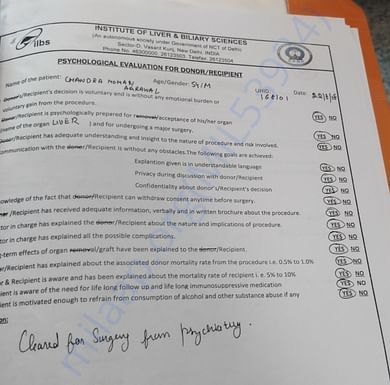 ilbs
INSTITUTE OF LIVER & BILIARY SCIENCES
(An autonomous society under Government of NCT of Delhi)
Sector-D, Vasant Kunj, New Delhi, INDIA
Phone No. 46300000, 26123503, Telefax: 26123504
PSYCHOLOGICAL EVALUATION FOR DONOR/RECIPIENT
Name of the patient: CHANDRA MOHAN AGRAWAL Age/Gender: 54/M UHID: Date:
donor's/Recipient's decision is voluntary and is without any emotional burden or YES NO
voluntary gain from the procedure.
donor/Recipient is psychologically prepared for removal/acceptance of his/her organ YES NO
(name of the organ LIVER) and for undergoing a major surgery.
donor/Recipient has adequate understanding and insight to the nature of procedure and risk involved. YES NO
communication with the donor/Recipient is without any obstacles.The following goals are achieved: YES NO
Explanation given is in understandable language YES NO
Privacy during discussion with donor/Recipient YES NO
Confidentiality about donor's/Recipient's decision YES NO
owledge of the fact that donor/Recipient can withdraw consent anytime before surgery. YES NO
/Recipient has received adequate information, verbally and in written brochure about the procedure. YES NO
tor in charge has explained the donor/Recipient about the nature and implications of procedure. YES NO
tor in charge has explained all the possible complications. YES NO
-term effects of organ removal/graft have been explained to the donor/Recipient. YES NO
r/Recipient has explained about the associated donor mortality rate from the procedure i.e. 0.5% to 1.0% YES NO
r & Recipient is aware and has been explained about the mortality rate of recipient i. e. 5% to 10% YES NO
ient is aware of the need for life long follow up and life long immunosuppressive medication YES NO
ient is motivated enough to refrain from consumption of alcohol and other substance abuse if any YES NO
on:
Cleared for Surgery from psychiatry.